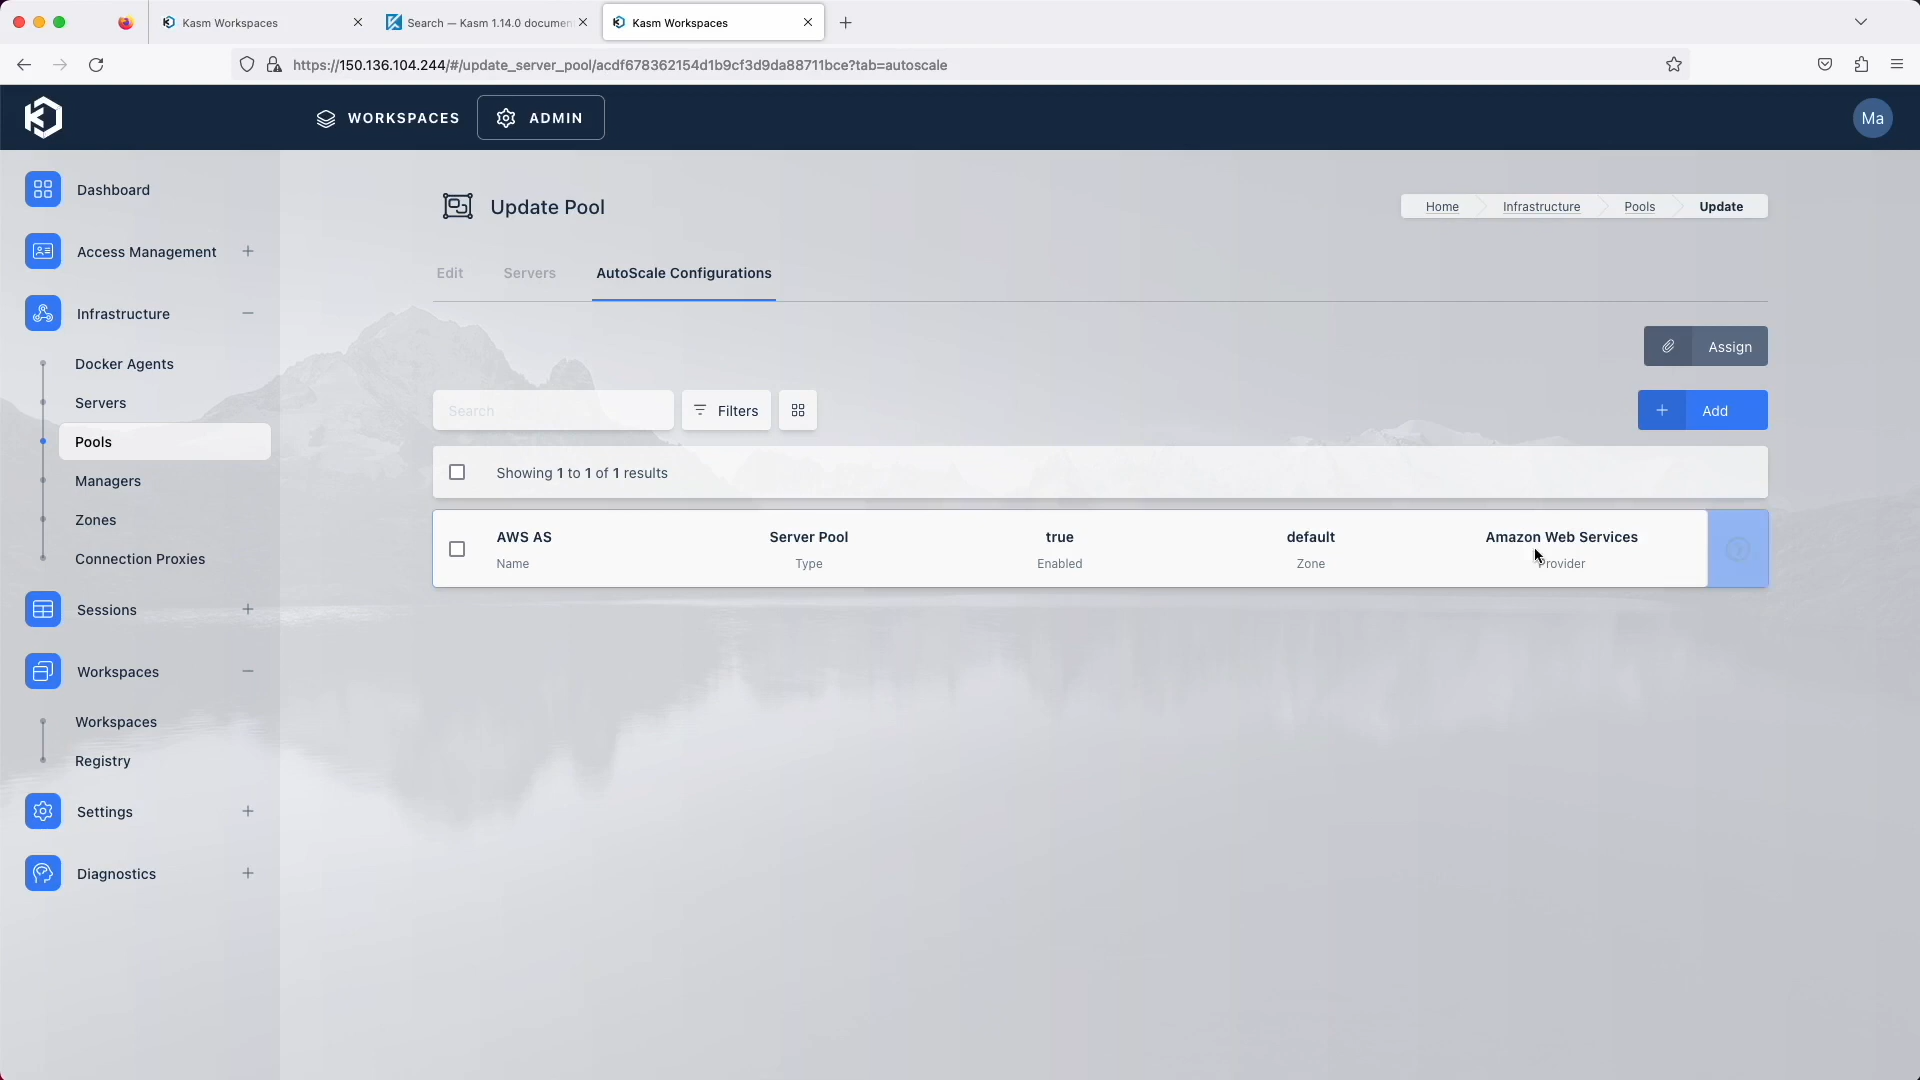 Kasm Workspaces
Search — Kasm 1.14.0 documen
Kasm Workspaces
https://150.136.104.244/#/update_server_pool/acdf678362154d1b9cf3d9da88711bce?tab=autoscale
WORKSPACES
ADMIN
Ma
Dashboard
Access Management
Infrastructure
Docker Agents
Servers
Pools
Managers
Zones
Connection Proxies
Sessions
Workspaces
Workspaces
Registry
Settings
Diagnostics
Update Pool
Home
Infrastructure
Pools
Update
Edit
Servers
AutoScale Configurations
Assign
Search
Filters
Add
Showing 1 to 1 of 1 results
AWS AS
Name
Server Pool
Type
true
Enabled
default
Zone
Amazon Web Services
Provider